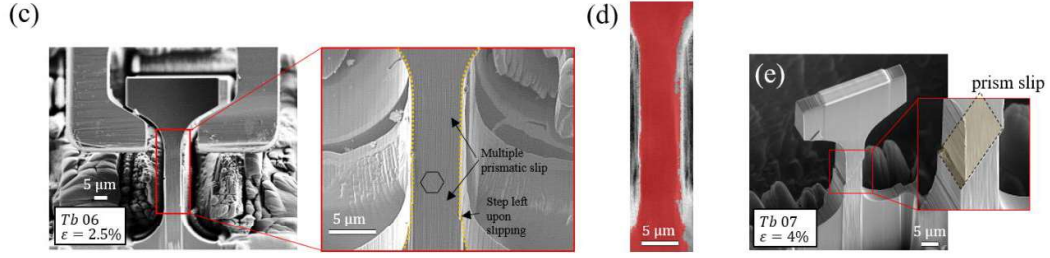 (c)
5 μm
Tb 06
ε = 2.5%
Multiple
prismatic slip
Step left
upon
slipping
5 μm
(d)
5 μm
(e)
prism slip
Tb 07
ε = 4%
5 μm